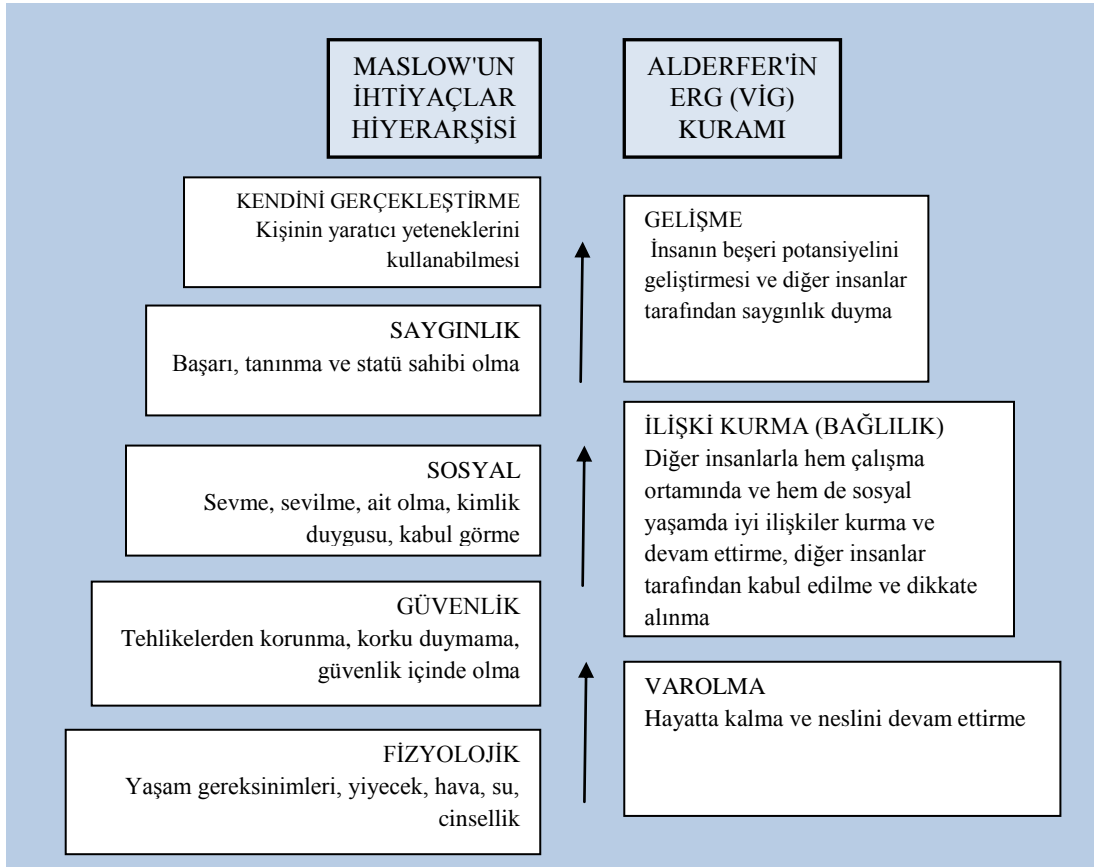 MASLOW'UN
İHTİYAÇLAR
HİYERARŞİSİ
KENDİNİ GERÇEKLEŞTİRME
Kişinin yaratıcı yeteneklerini
kullanabilmesi
SAYGINLIK
Başarı, tanınma ve statü sahibi olma
SOSYAL
Sevme, sevilme, ait olma, kimlik
duygusu, kabul görme
GÜVENLİK
Tehlikelerden korunma, korku duymama,
güvenlik içinde olma
FİZYOLOJİK
Yaşam gereksinimleri, yiyecek, hava, su,
cinsellik
ALDERFER'İN
ERG (VİG)
KURAMI
GELİŞME
İnsanın beşeri potansiyelini
geliştirmesi ve diğer insanlar
tarafından saygınlık duyma
İLİŞKİ KURMA (BAĞLILIK)
Diğer insanlarla hem çalışma
ortamında ve hem de sosyal
yaşamda iyi ilişkiler kurma ve
devam ettirme, diğer insanlar
tarafından kabul edilme ve dikkate
alınma
VAROLMA
Hayatta kalma ve neslini devam ettirme